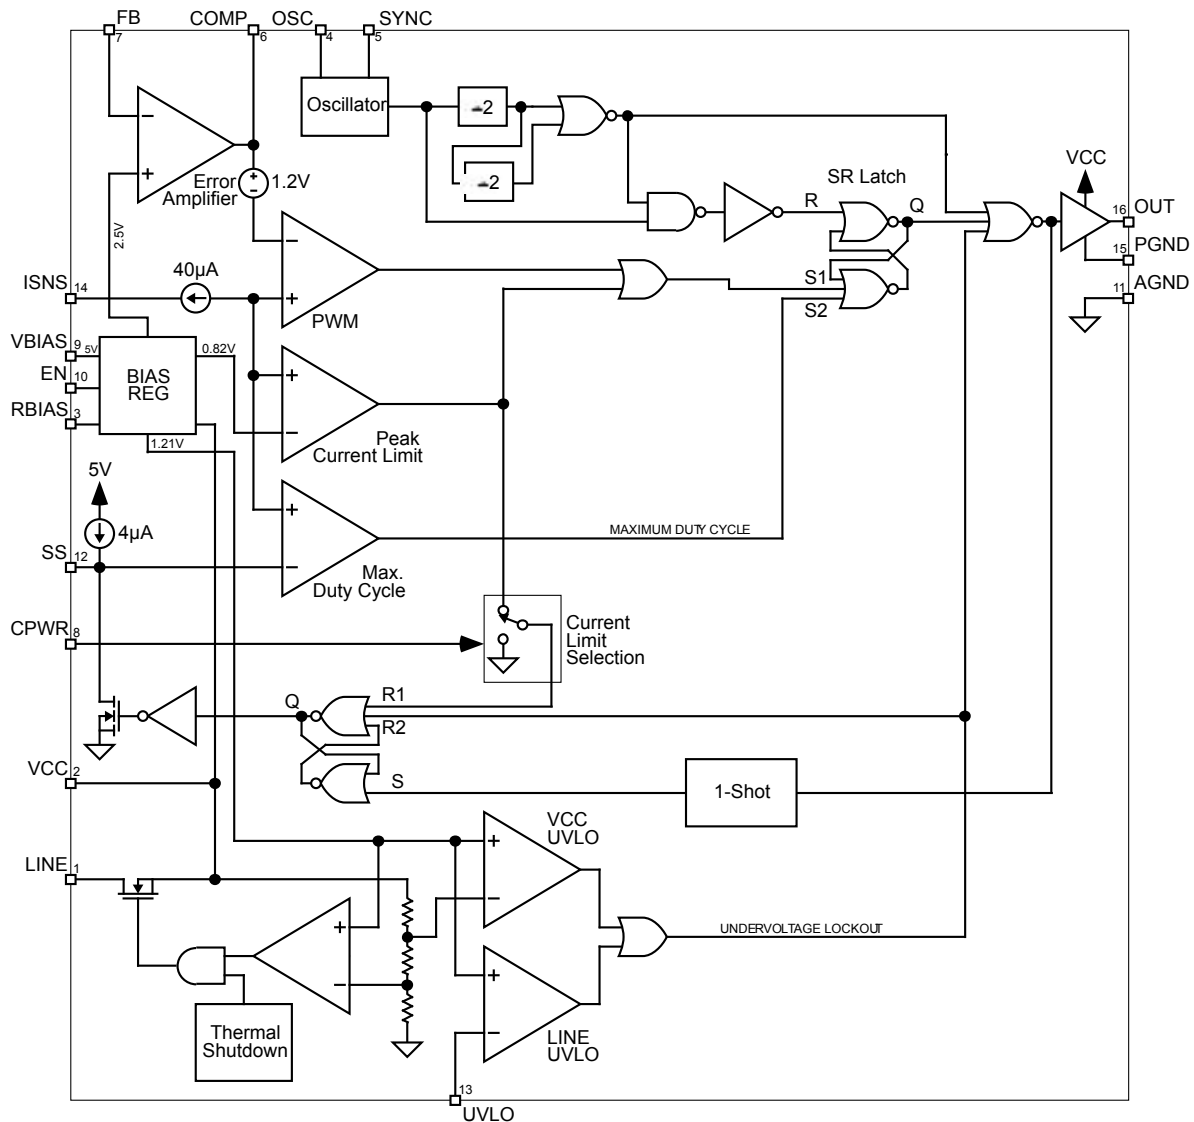 FB
COMP
OSC
SYNC
7
6
4
5
Oscillator
2
2
Error
Amplifier
1.2V
2.5V
SR Latch
VCC
R
Q
16
OUT
15
PGND
11
AGND
ISNS
14
40µA
PWM
S1
S2
VBIAS
9
5V
EN
10
RBIAS
3
BIAS
REG
0.82V
1.21V
Peak
Current Limit
5V
4µA
SS
12
MAXIMUM DUTY CYCLE
Max.
Duty Cycle
CPWR
8
Current
Limit
Selection
Q
R1
R2
S
1-Shot
VCC
2
VCC
UVLO
LINE
1
UNDERVOLTAGE LOCKOUT
Thermal
Shutdown
LINE
UVLO
13
UVLO